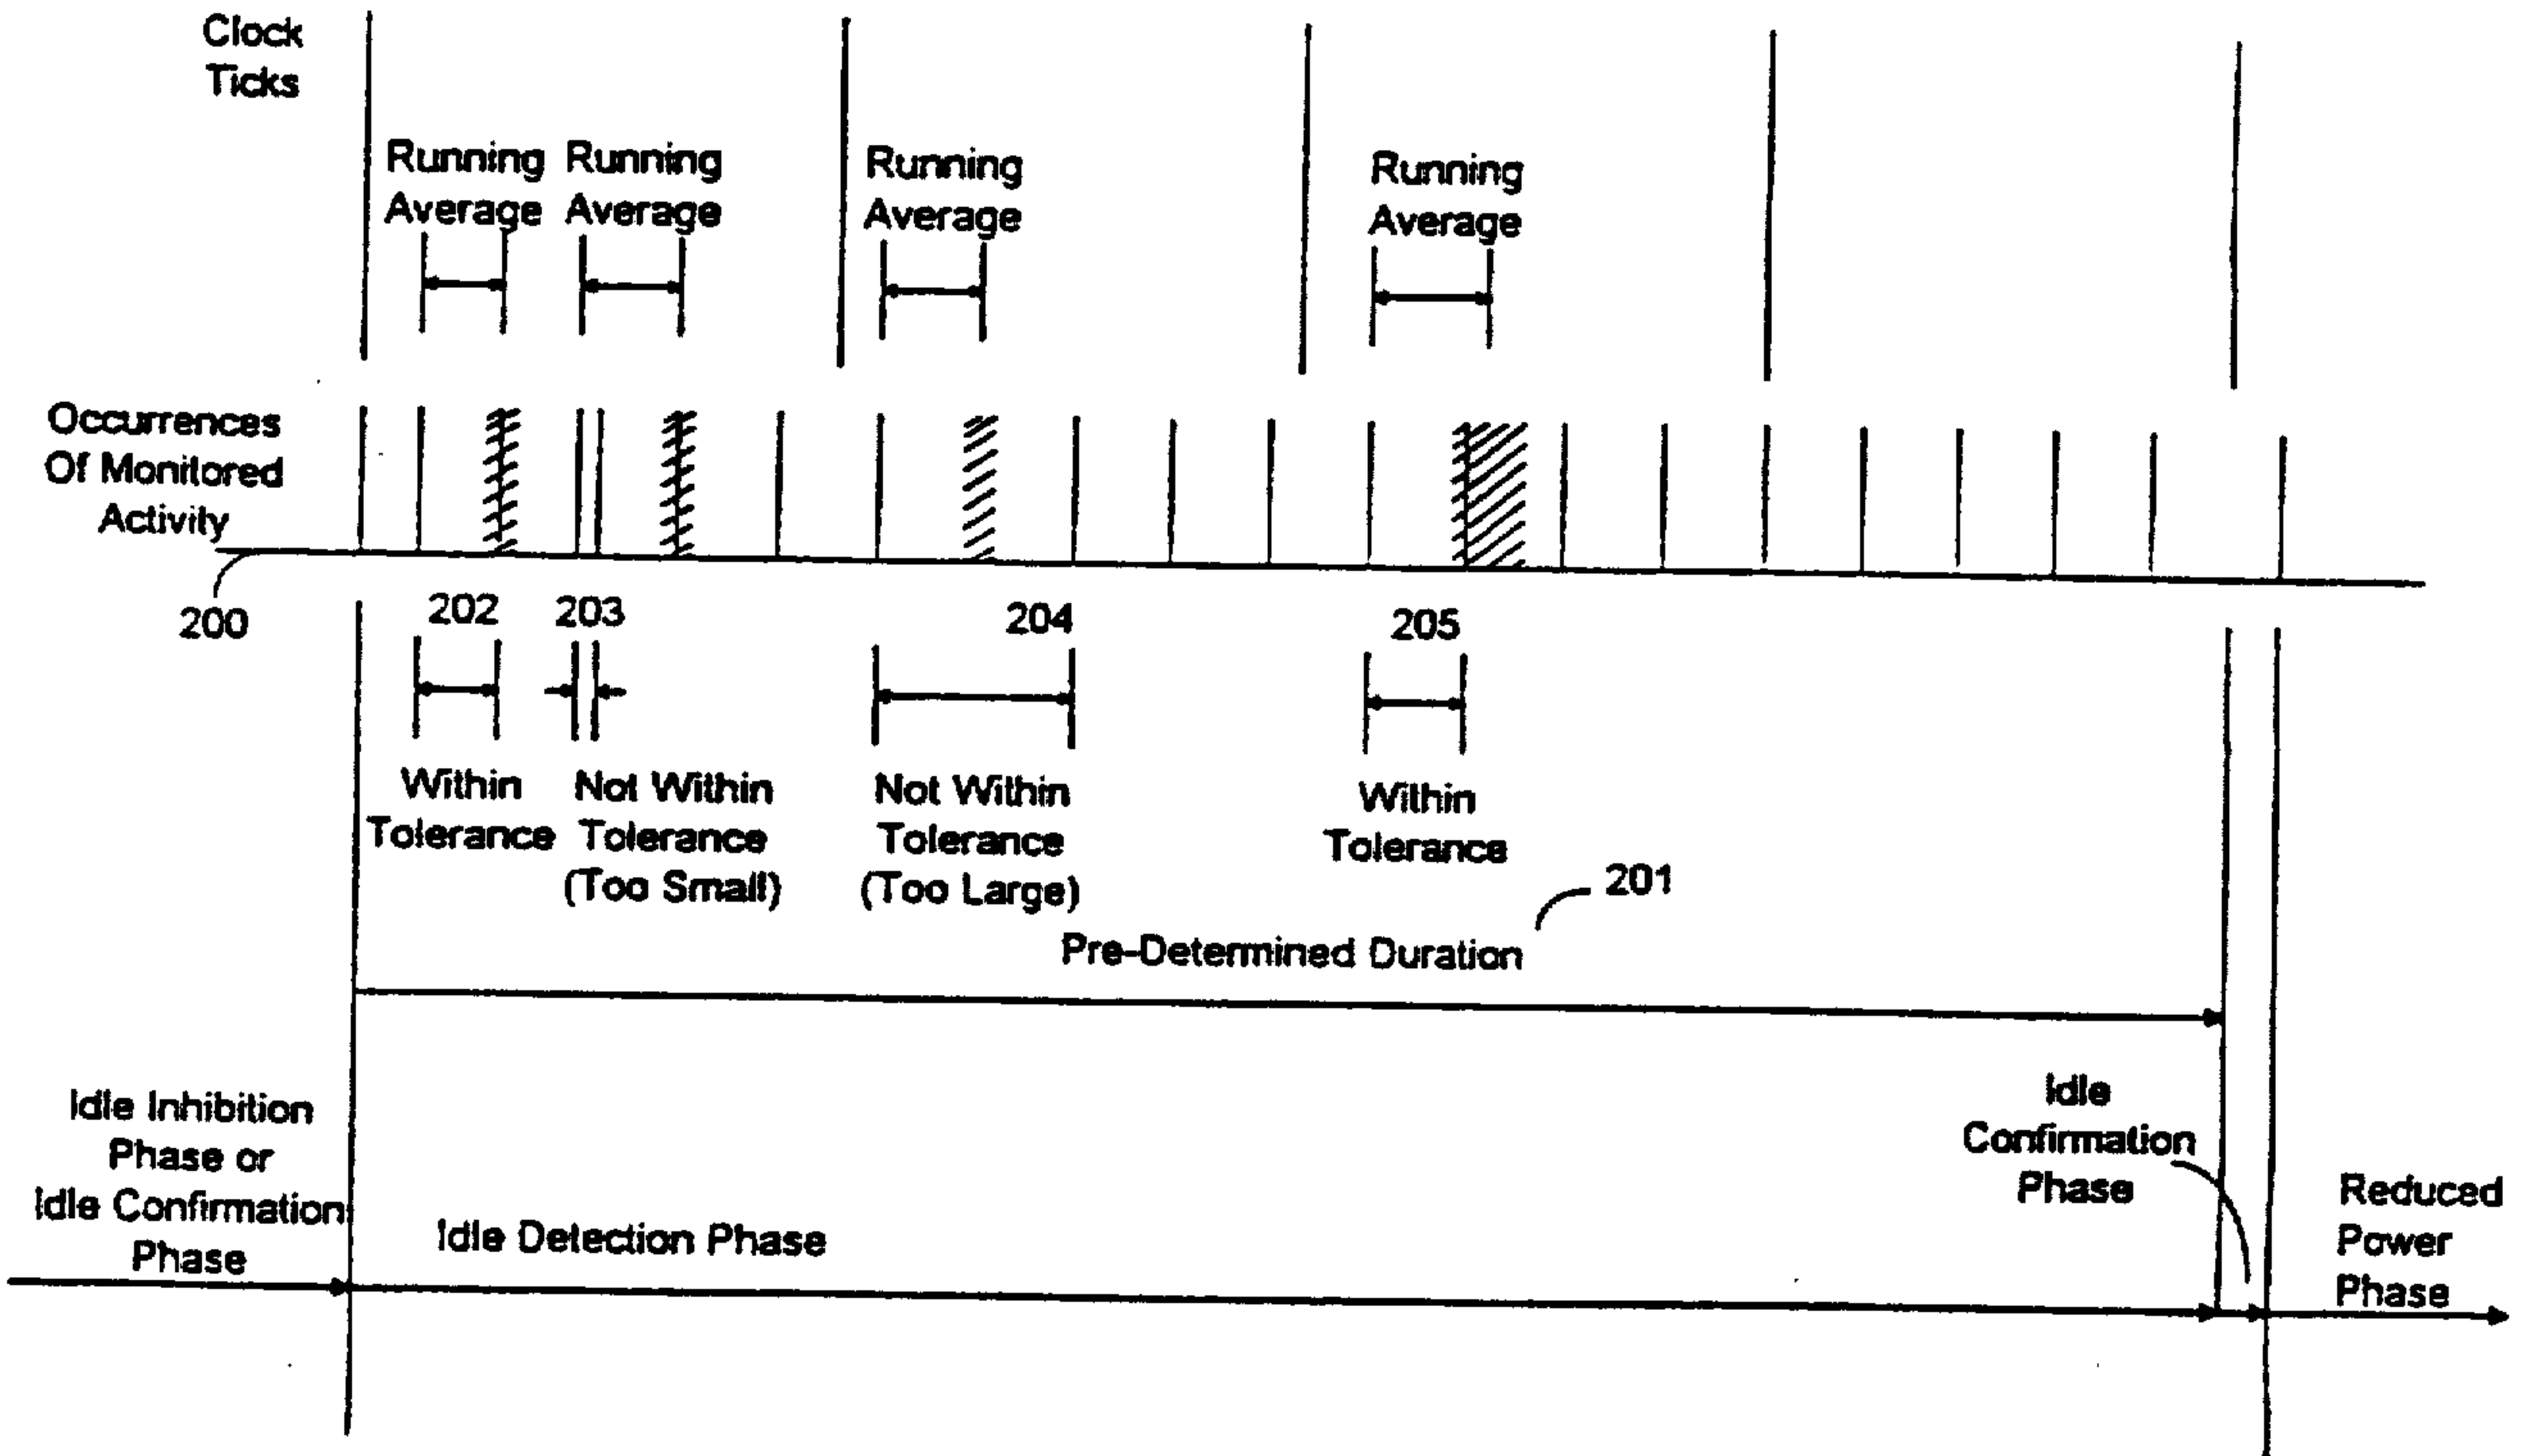 Clock
Ticks
Running
Average
Running
Average
Running
Average
Running
Average
Occurrences
Of Monitored
Activity
200
202
203
204
205
Within
Tolerance
Not Within
Tolerance
(Too Small)
Not Within
Tolerance
(Too Large)
Within
Tolerance
201
Pre-Determined Duration
Idle Inhibition
Phase or
Idle Confirmation
Phase
Idle Detection Phase
Idle
Confirmation
Phase
Reduced
Power
Phase